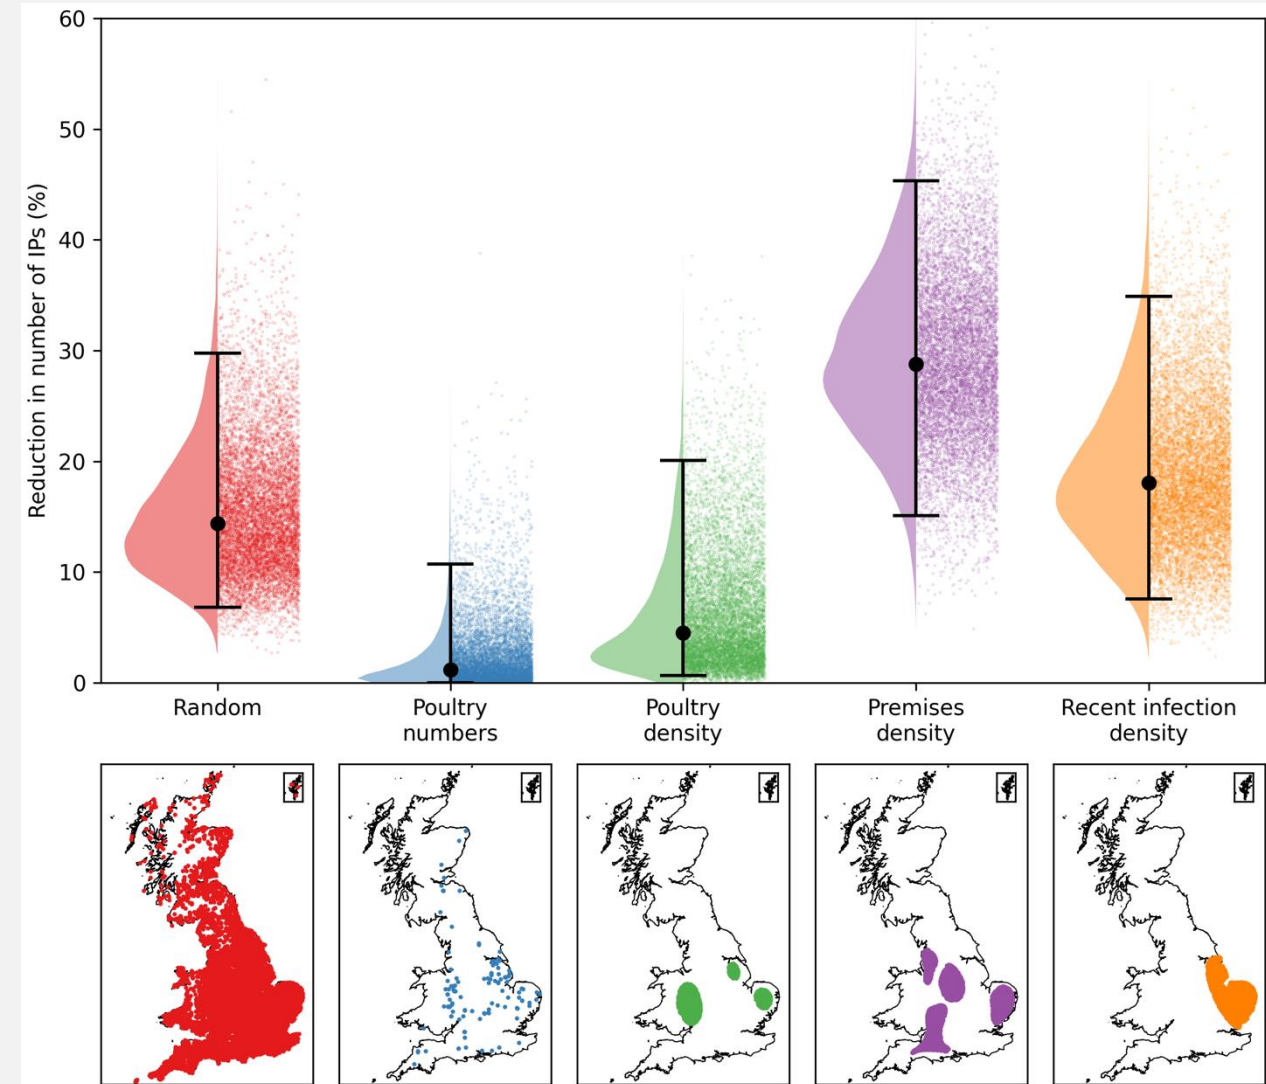 Reduction in number of IPs (%)
60
50
40
30
20
10
0
Random
Poultry
numbers
Poultry
density
Premises
density
Recent infection
density